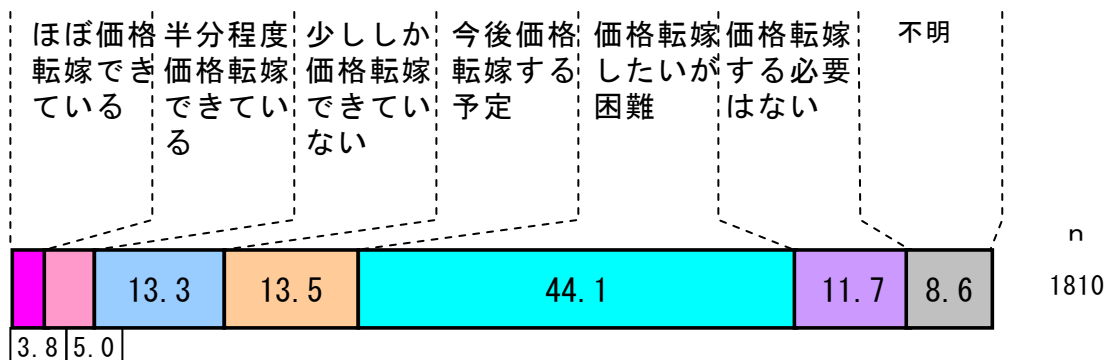 ほぼ価格
転嫁でき
ている
半分程度
価格転嫁
できてい
る
少ししか
価格転嫁
できてい
ない
今後価格
転嫁する
予定
価格転嫁
したいが
困難
価格転嫁
する必要
はない
不明
n
13.3 13.5 44.1 11.7 8.6 1810
3.8 5.0